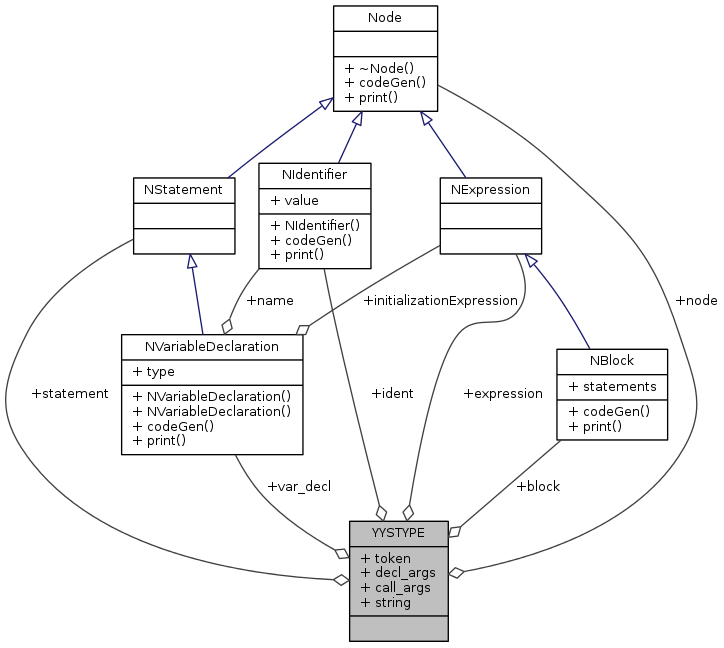 Node
+ ~Node()
+ codeGen()
+ print()
NStatement
NIdentifier
+ value
+ NIdentifier()
+ codeGen()
+ print()
NExpression
+name
+initializationExpression
+node
NVariableDeclaration
+ type
+ NVariableDeclaration()
+ NVariableDeclaration()
+ codeGen()
+ print()
NBlock
+ statements
+ codeGen()
+ print()
+statement
+ident
+expression
+var_decl
+block
YYSTYPE
+ token
+ decl_args
+ call_args
+ string